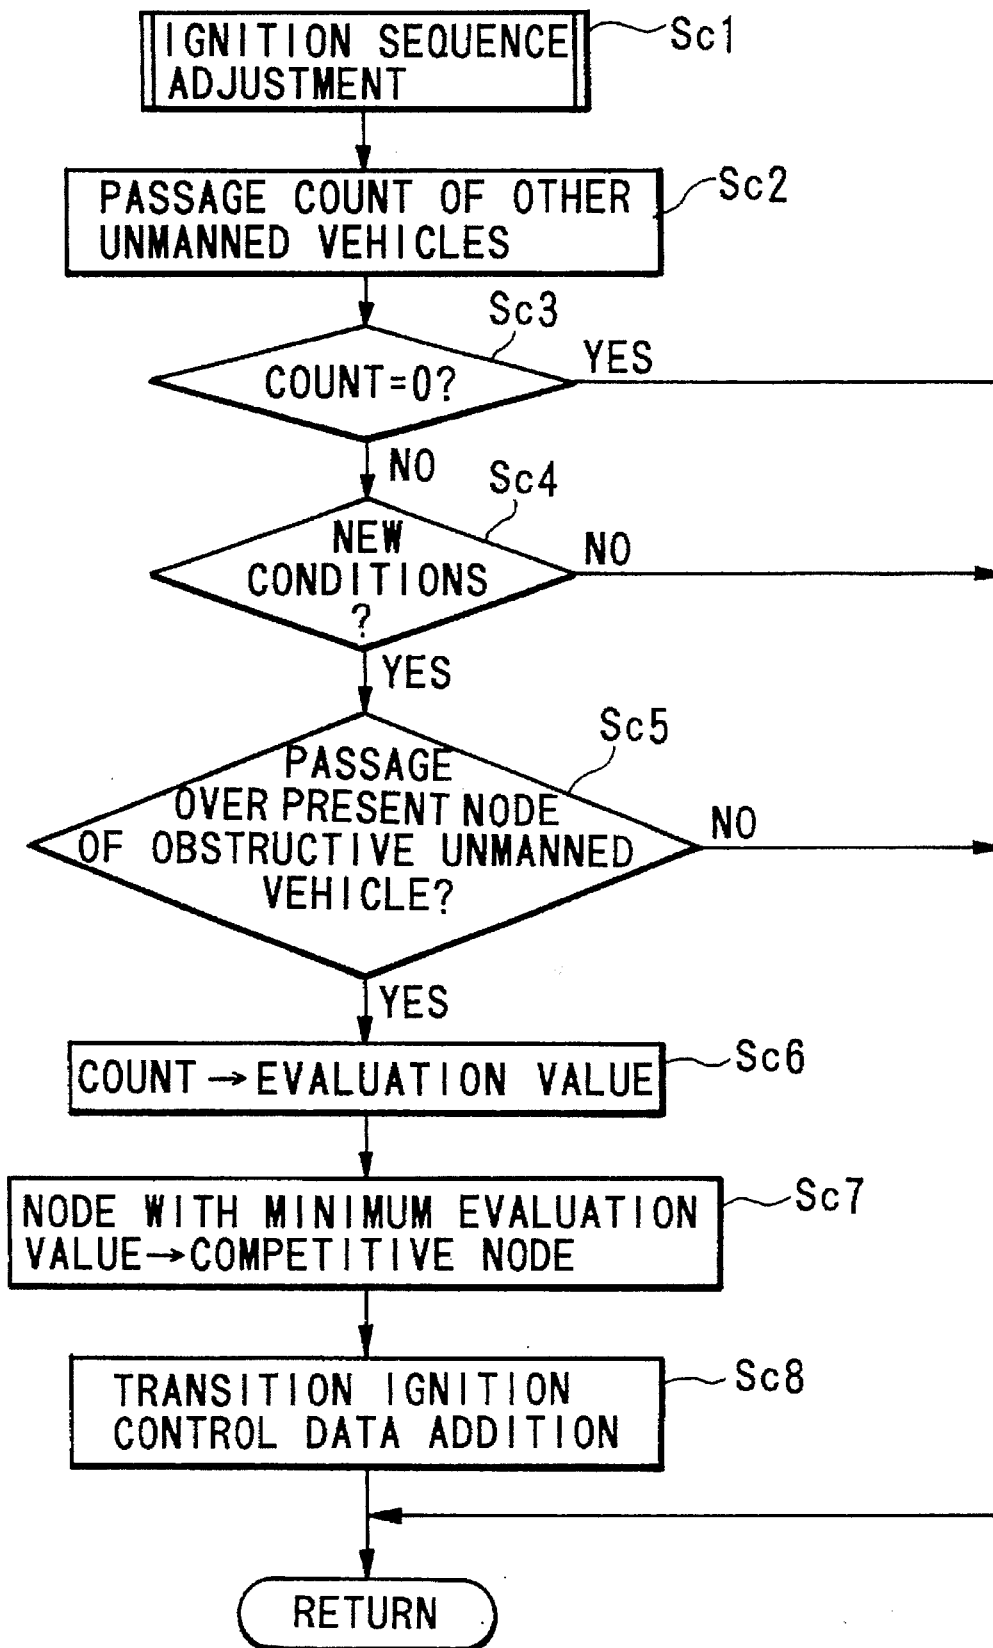 IGNITION SEQUENCE
ADJUSTMENT
Sc1
PASSAGE COUNT OF OTHER
UNMANNED VEHICLES
Sc2
Sc3
COUNT=0?
YES
NO
Sc4
NEW
CONDITIONS
?
NO
YES
Sc5
PASSAGE
OVER PRESENT NODE
OF OBSTRUCTIVE UNMANNED
VEHICLE?
NO
YES
COUNT→EVALUATION VALUE
Sc6
NODE WITH MINIMUM EVALUATION
VALUE→COMPETITIVE NODE
Sc7
TRANSITION IGNITION
CONTROL DATA ADDITION
Sc8
RETURN